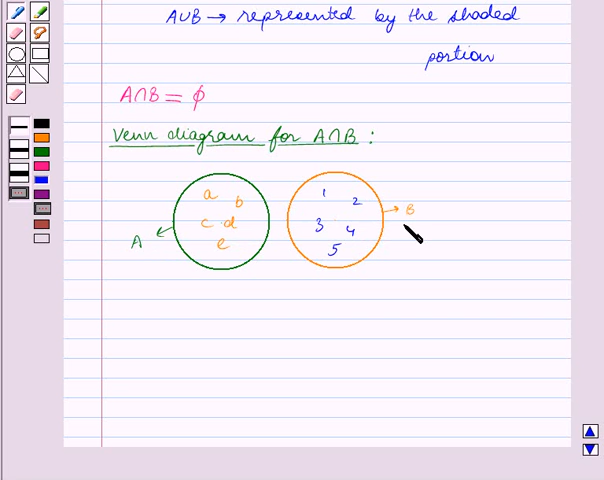 A∪B → represented by the shaded
portion
A∩B = ϕ
Venn diagram for A∩B :
a b
c d
e
A
1 2
3 4
5
B